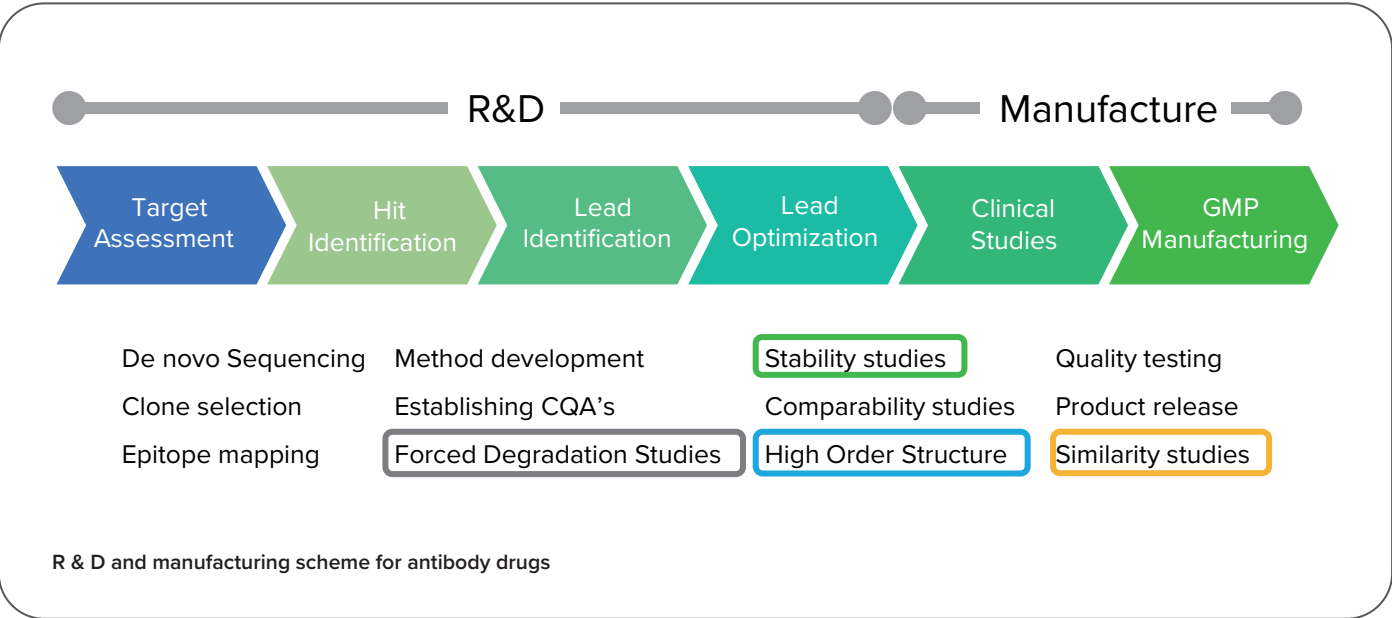 R&D
Manufacture
Target
Assessment
Hit
Identification
Lead
Identification
Lead
Optimization
Clinical
Studies
GMP
Manufacturing
De novo Sequencing
Clone selection
Epitope mapping
Method development
Establishing CQA's
Forced Degradation Studies
Stability studies
Comparability studies
High Order Structure
Quality testing
Product release
Similarity studies
R & D and manufacturing scheme for antibody drugs